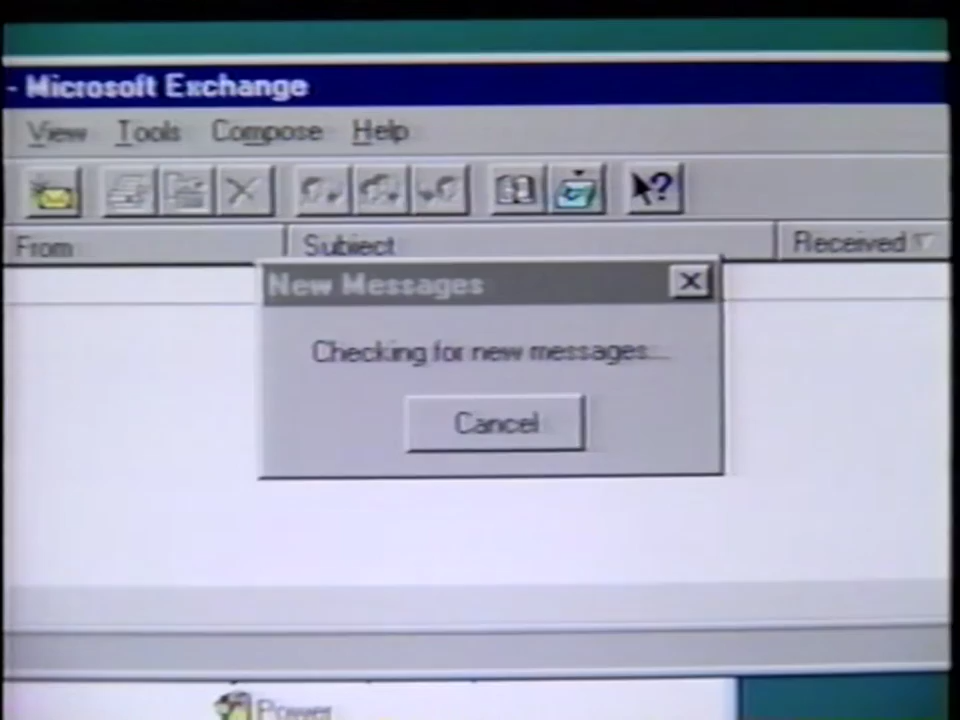 - Microsoft Exchange
View Tools Compose Help
From Subject Received
New Messages
Checking for new messages...
Cancel
Power